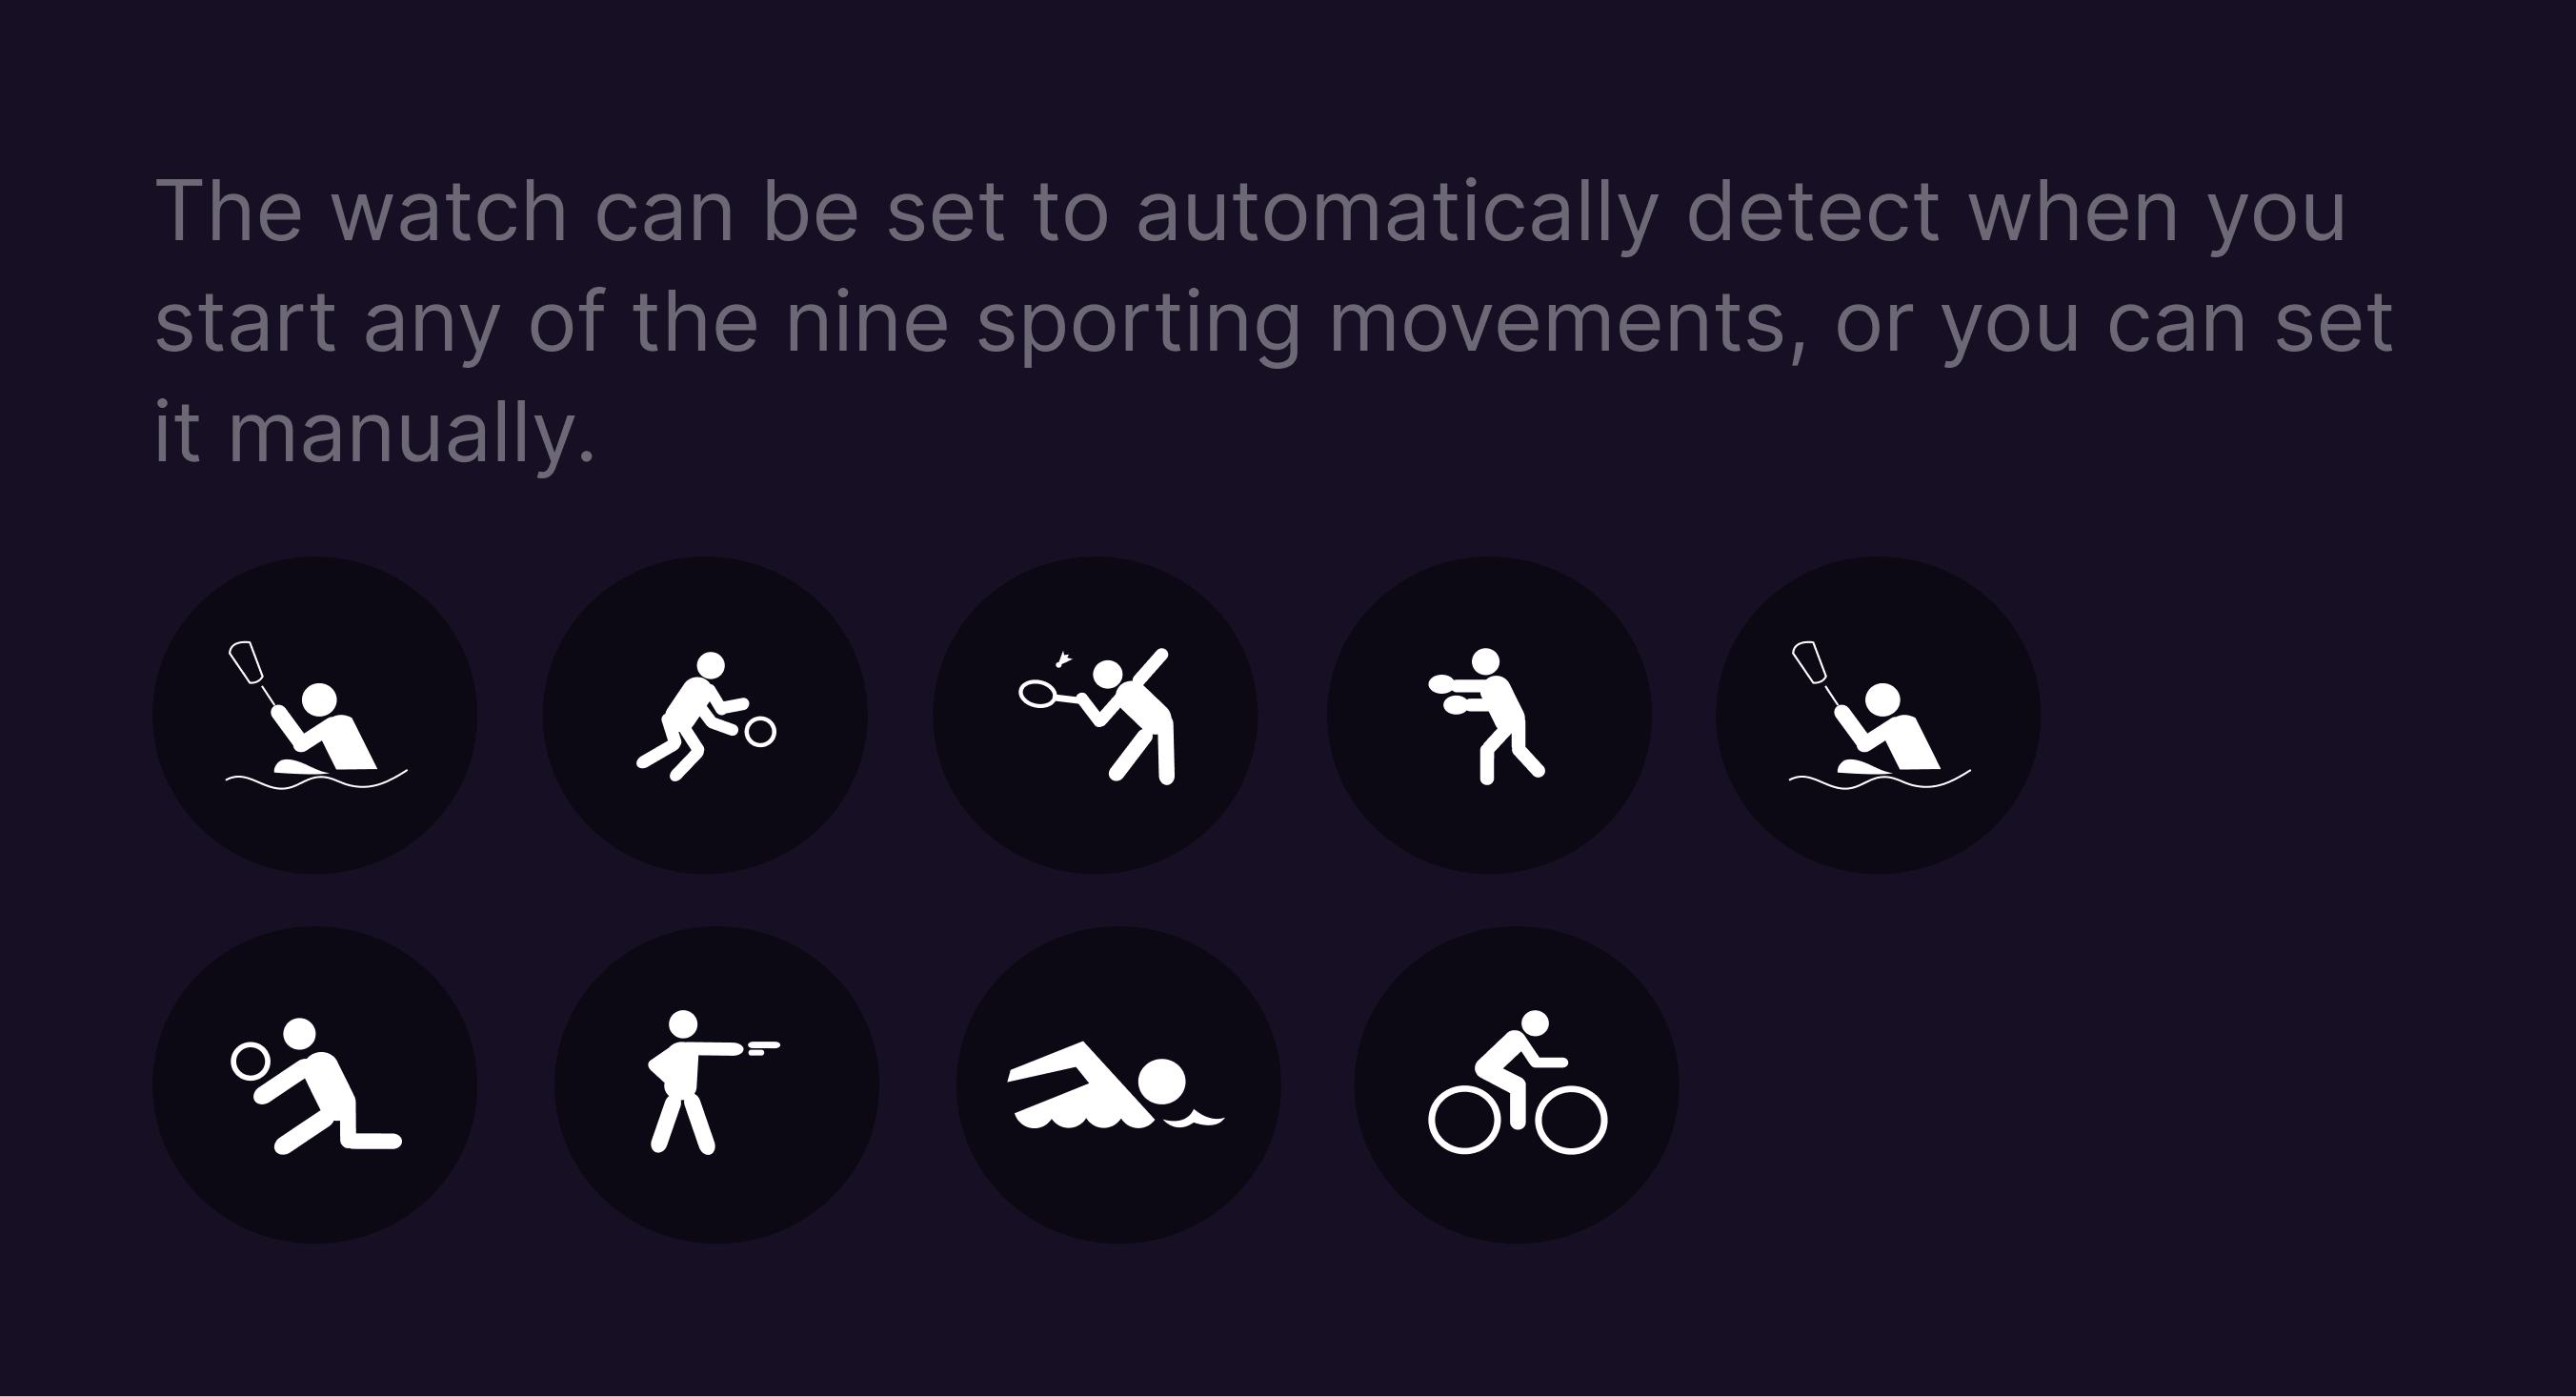 The watch can be set to automatically detect when you
start any of the nine sporting movements, or you can set
it manually.